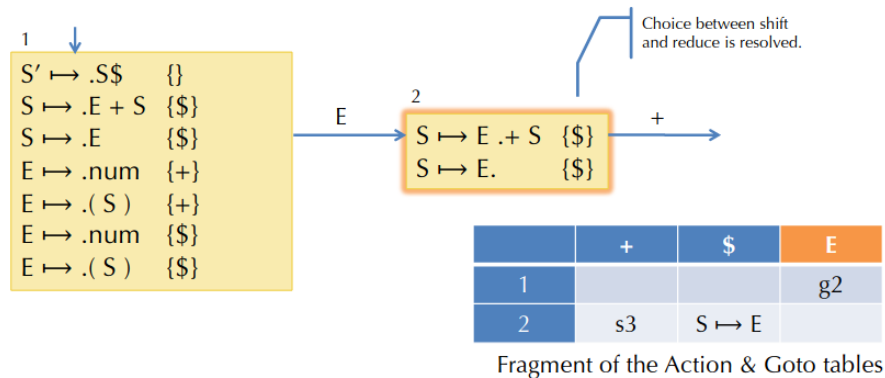 1
S′ ↦ .S$ {}
S ↦ .E + S {$}
S ↦ .E {$}
E ↦ .num {+}
E ↦ .( S ) {+}
E ↦ .num {$}
E ↦ .( S ) {$}
E
2
S ↦ E .+ S {$}
S ↦ E. {$}
+
Choice between shift
and reduce is resolved.
+ $ E
1 g2
2 s3 S ↦ E
Fragment of the Action & Goto tables